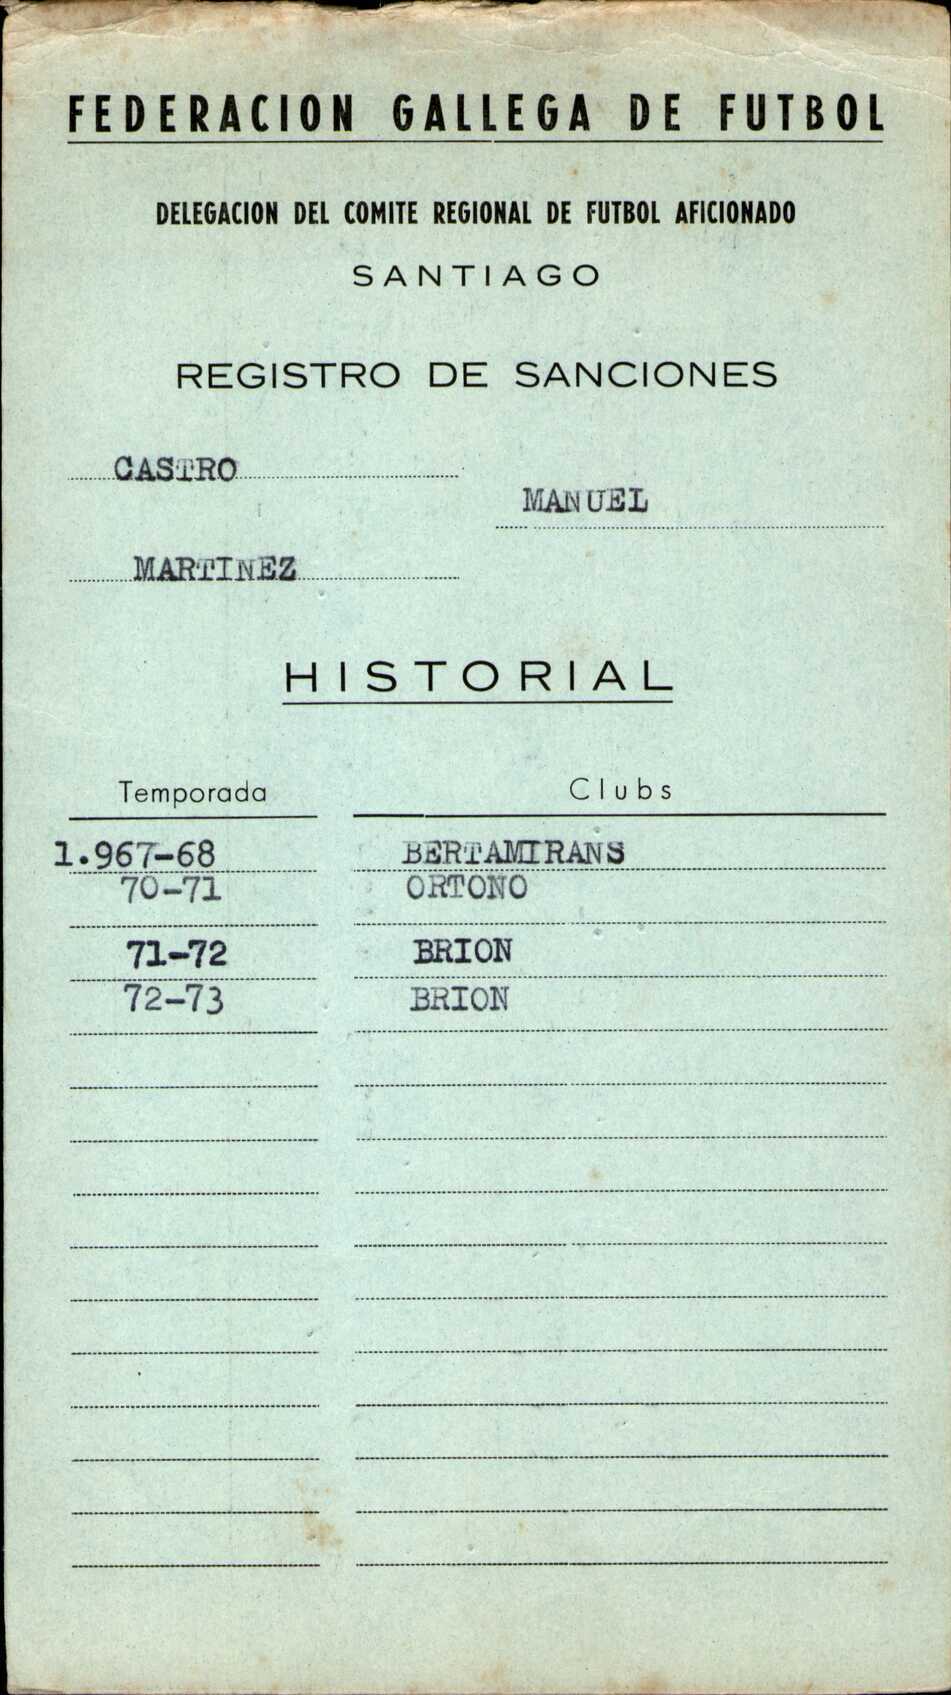 FEDERACION GALLEGA DE FUTBOL
DELEGACION DEL COMITE REGIONAL DE FUTBOL AFICIONADO
SANTIAGO
REGISTRO DE SANCIONES
CASTRO
MANUEL
MARTINEZ
HISTORIAL
Temporada Clubs
1.967-68 BERTAMIRANS
70-71 ORTOÑO
71-72 BRION
72-73 BRION